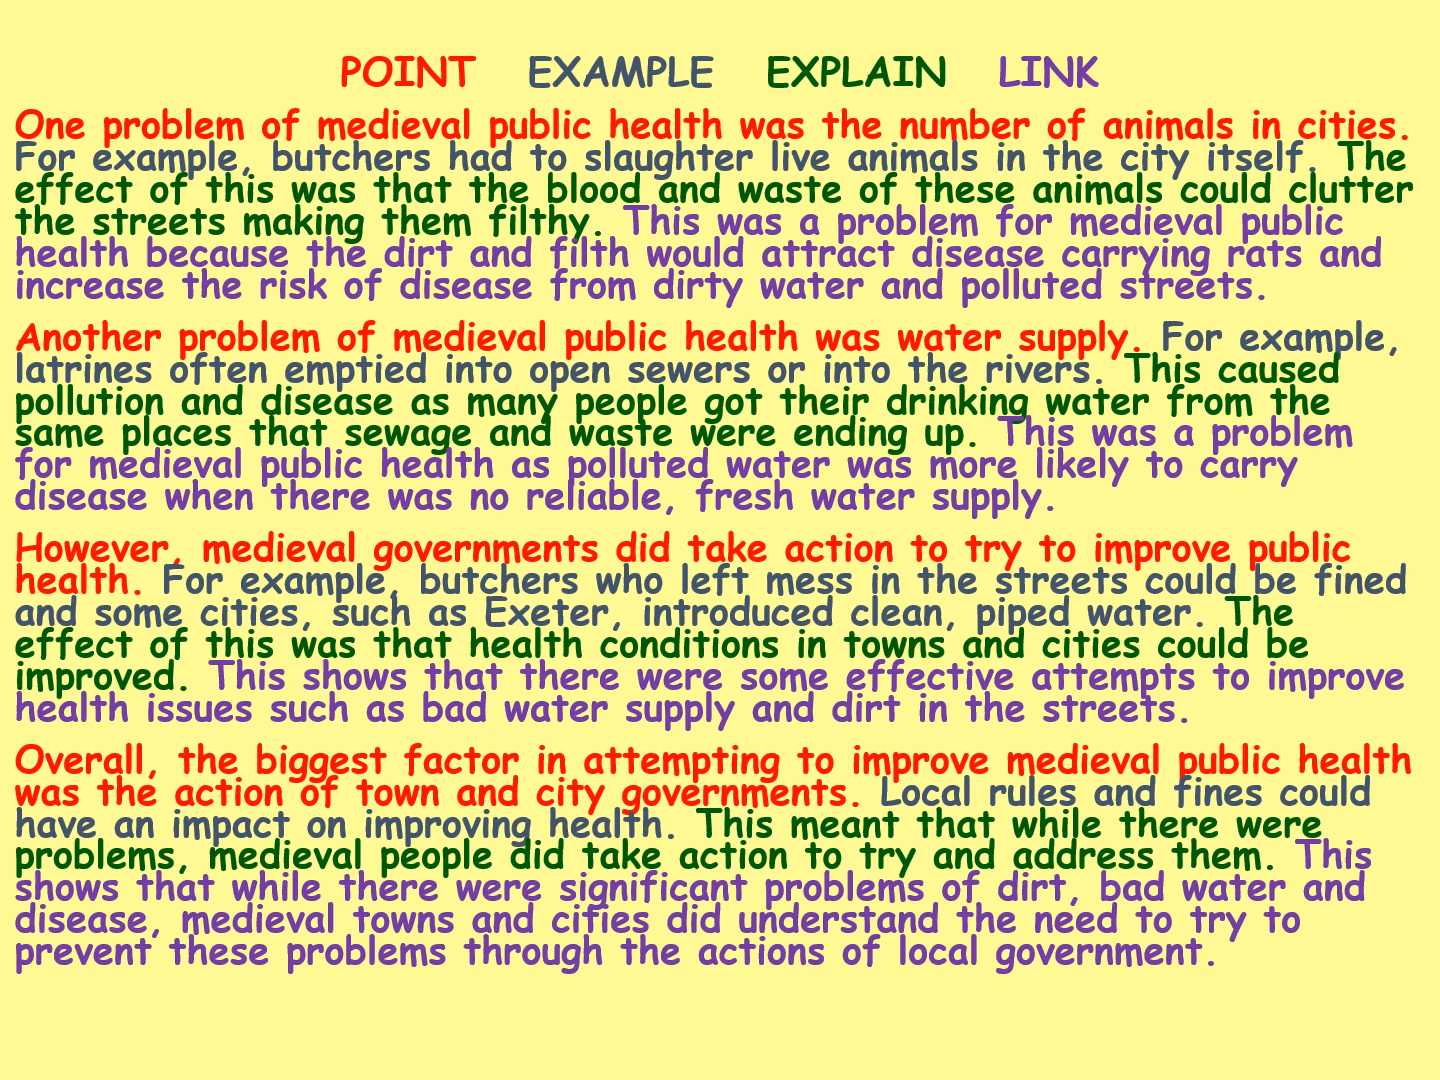 POINT EXAMPLE EXPLAIN LINK
One problem of medieval public health was the number of animals in cities.
For example, butchers had to slaughter live animals in the city itself. The
effect of this was that the blood and waste of these animals could clutter
the streets making them filthy. This was a problem for medieval public
health because the dirt and filth would attract disease carrying rats and
increase the risk of disease from dirty water and polluted streets.
Another problem of medieval public health was water supply. For example,
latrines often emptied into open sewers or into the rivers. This caused
pollution and disease as many people got their drinking water from the
same places that sewage and waste were ending up. This was a problem
for medieval public health as polluted water was more likely to carry
disease when there was no reliable, fresh water supply.
However, medieval governments did take action to try to improve public
health. For example, butchers who left mess in the streets could be fined
and some cities, such as Exeter, introduced clean, piped water. The
effect of this was that health conditions in towns and cities could be
improved. This shows that there were some effective attempts to improve
health issues such as bad water supply and dirt in the streets.
Overall, the biggest factor in attempting to improve medieval public health
was the action of town and city governments. Local rules and fines could
have an impact on improving health. This meant that while there were
problems, medieval people did take action to try and address them. This
shows that while there were significant problems of dirt, bad water and
disease, medieval towns and cities did understand the need to try to
prevent these problems through the actions of local government.